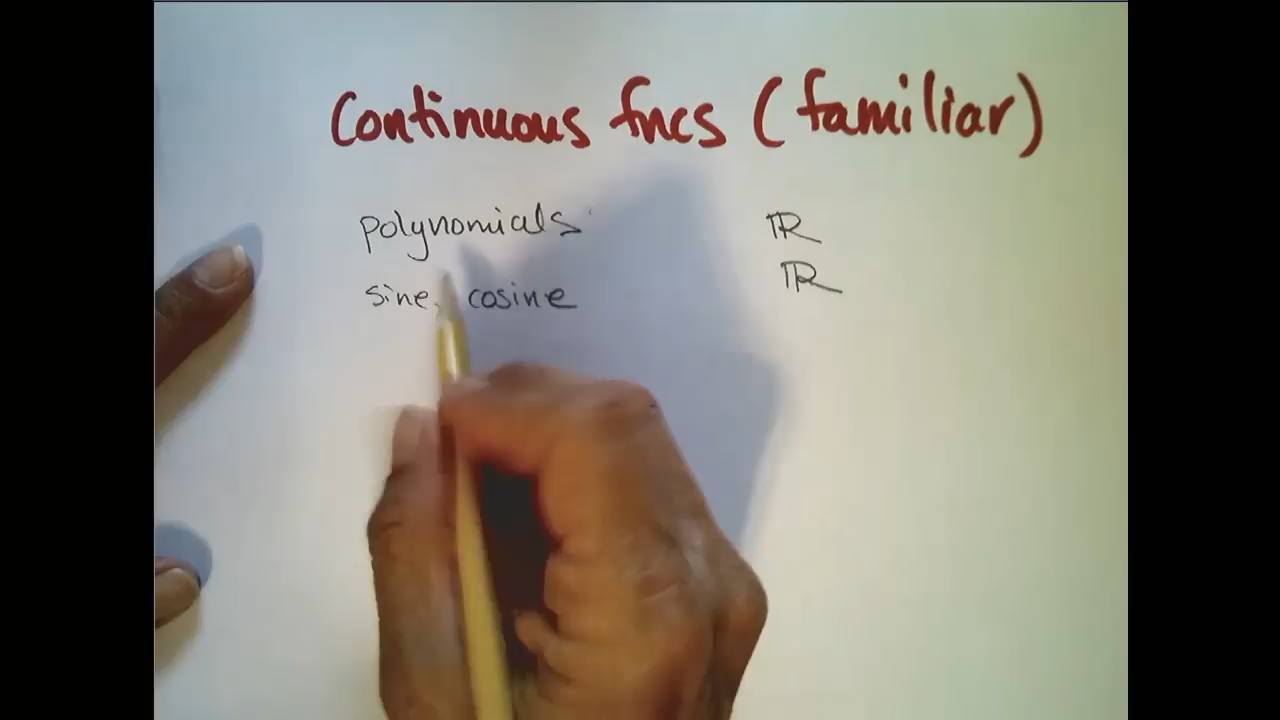 Continuous fncs (familiar)
polynomials ℝ
sine, cosine ℝ